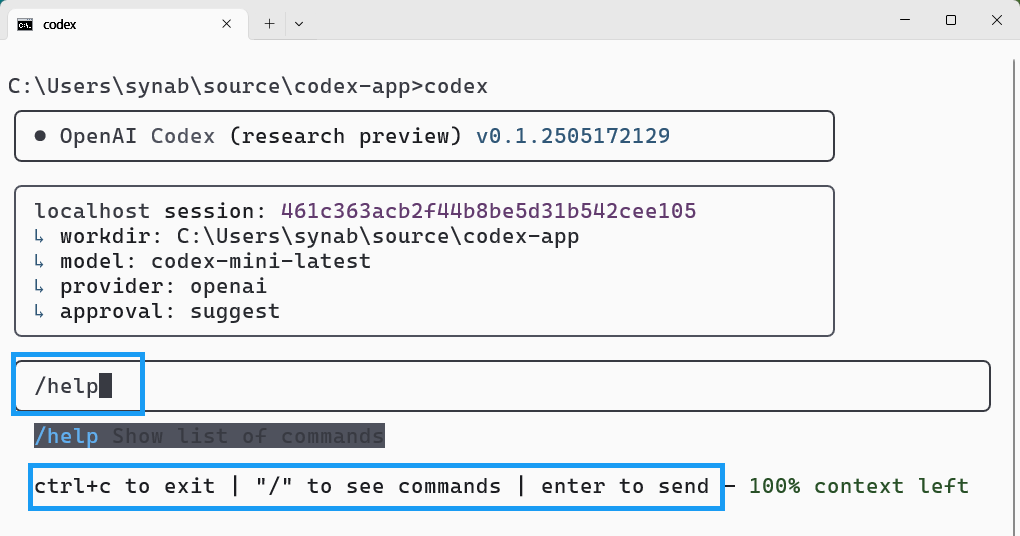 codex
C:\Users\synab\source\codex-app>codex
● OpenAI Codex (research preview) v0.1.2505172129
localhost session: 461c363acb2f44b8be5d31b542cee105
↳ workdir: C:\Users\synab\source\codex-app
↳ model: codex-mini-latest
↳ provider: openai
↳ approval: suggest
/help
/help Show list of commands
ctrl+c to exit | "/" to see commands | enter to send — 100% context left